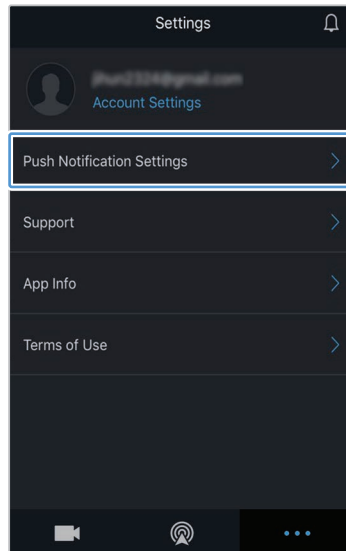 Settings
Account Settings
Push Notification Settings
Support
App Info
Terms of Use